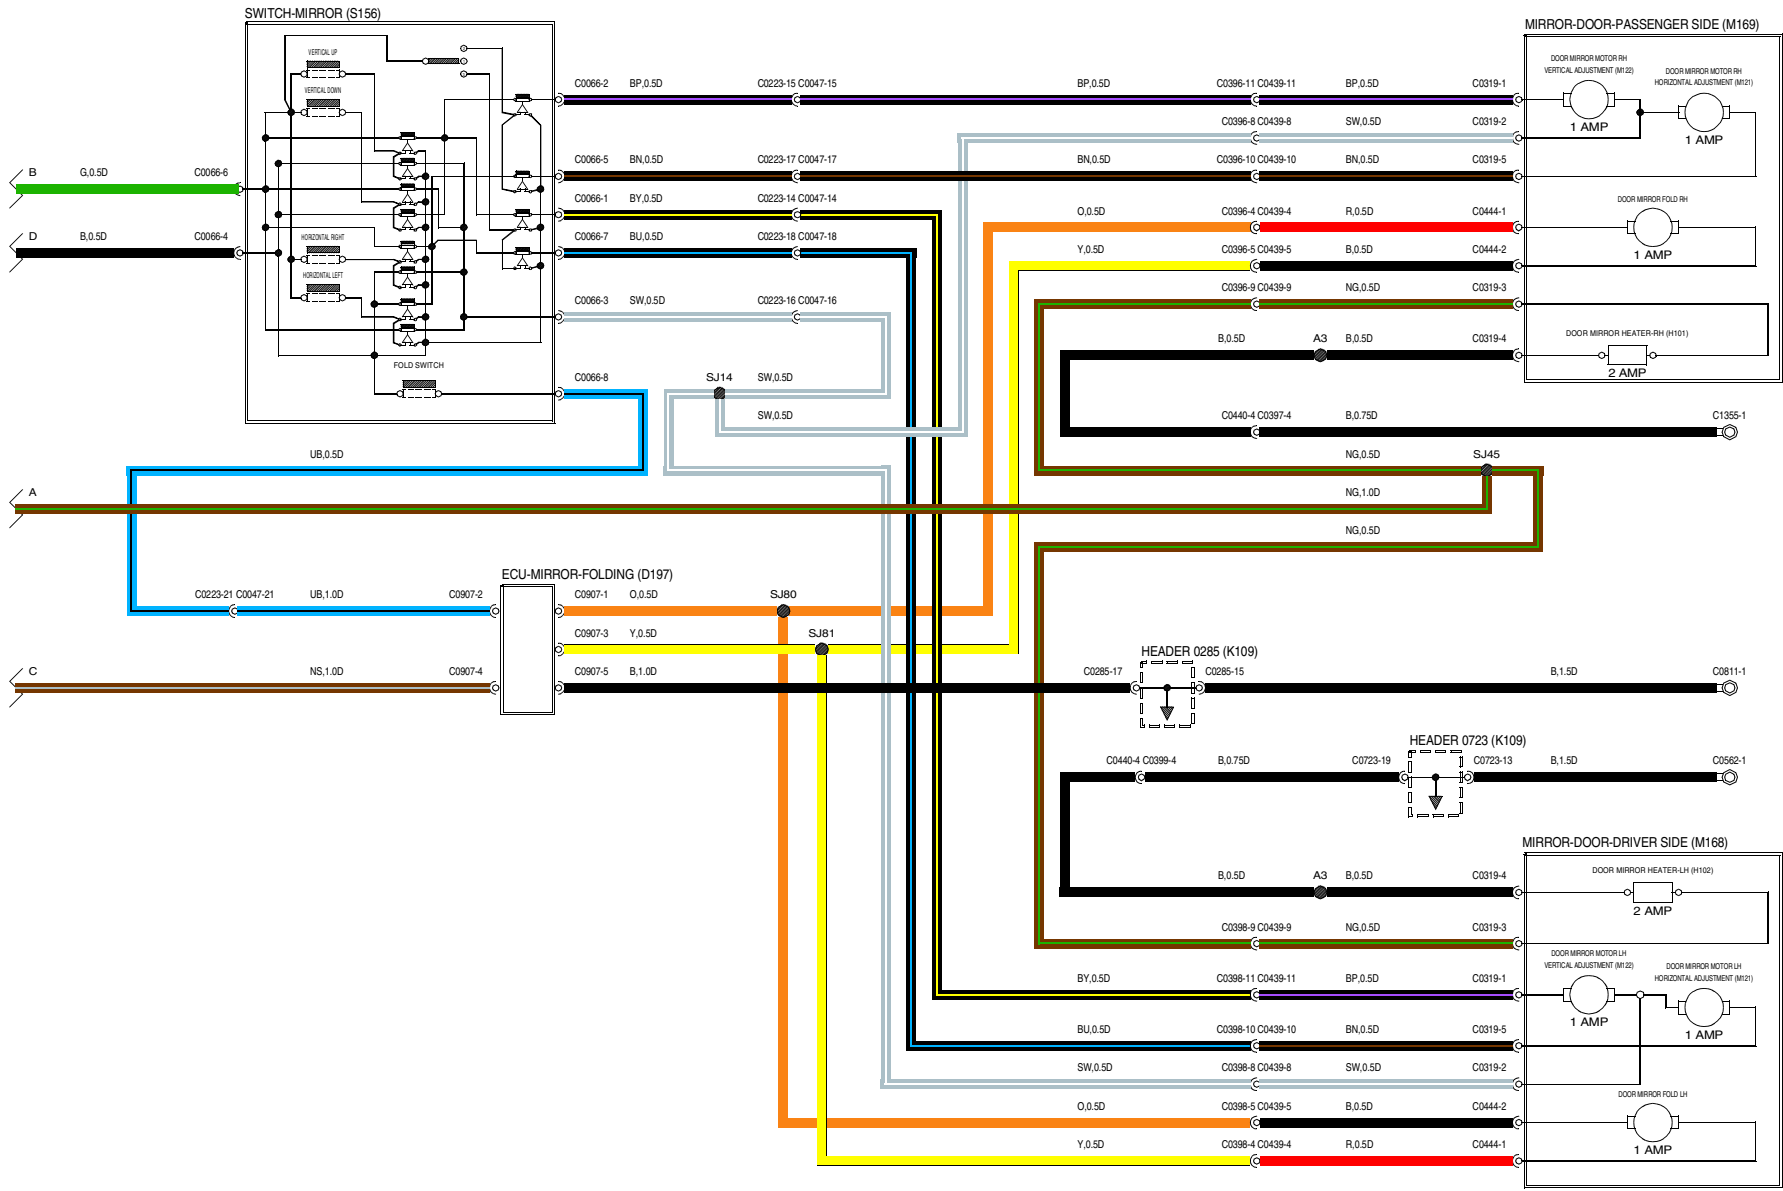 SWITCH-MIRROR (S156)
MIRROR-DOOR-PASSENGER SIDE (M169)
VERTICAL UP
VERTICAL DOWN
HORIZONTAL RIGHT
HORIZONTAL LEFT
FOLD SWITCH
DOOR MIRROR MOTOR RH
VERTICAL ADJUSTMENT (M122)
1 AMP
DOOR MIRROR MOTOR RH
HORIZONTAL ADJUSTMENT (M121)
1 AMP
DOOR MIRROR FOLD RH
1 AMP
DOOR MIRROR HEATER-RH (H101)
2 AMP
C0066-2 BP,0.5D C0223-15 C0047-15 BP,0.5D C0396-11 C0439-11 BP,0.5D C0319-1
C0396-8 C0439-8 SW,0.5D C0319-2
C0066-5 BN,0.5D C0223-17 C0047-17 BN,0.5D C0396-10 C0439-10 BN,0.5D C0319-5
B G,0.5D C0066-6
C0066-1 BY,0.5D C0223-14 C0047-14
O,0.5D C0396-4 C0439-4 R,0.5D C0444-1
D B,0.5D C0066-4
C0066-7 BU,0.5D C0223-18 C0047-18
Y,0.5D C0396-5 C0439-5 B,0.5D C0444-2
C0396-9 C0439-9 NG,0.5D C0319-3
C0066-3 SW,0.5D C0223-16 C0047-16
B,0.5D A3 B,0.5D C0319-4
C0066-8
SJ14 SW,0.5D
SW,0.5D
C0440-4 C0397-4 B,0.75D C1355-1
UB,0.5D
NG,0.5D SJ45
A
NG,1.0D
NG,0.5D
ECU-MIRROR-FOLDING (D197)
C0223-21 C0047-21 UB,1.0D C0907-2
C0907-1 O,0.5D SJ80
C0907-3 Y,0.5D SJ81
C NS,1.0D C0907-4
C0907-5 B,1.0D
HEADER 0285 (K109)
C0285-17 C0285-15 B,1.5D C0811-1
HEADER 0723 (K109)
C0440-4 C0399-4 B,0.75D C0723-19 C0723-13 B,1.5D C0562-1
MIRROR-DOOR-DRIVER SIDE (M168)
DOOR MIRROR HEATER-LH (H102)
2 AMP
B,0.5D A3 B,0.5D C0319-4
C0398-9 C0439-9 NG,0.5D C0319-3
DOOR MIRROR MOTOR LH
VERTICAL ADJUSTMENT (M122)
1 AMP
DOOR MIRROR MOTOR LH
HORIZONTAL ADJUSTMENT (M121)
1 AMP
BY,0.5D C0398-11 C0439-11 BP,0.5D C0319-1
BU,0.5D C0398-10 C0439-10 BN,0.5D C0319-5
SW,0.5D C0398-8 C0439-8 SW,0.5D C0319-2
DOOR MIRROR FOLD LH
1 AMP
O,0.5D C0398-5 C0439-5 B,0.5D C0444-2
Y,0.5D C0398-4 C0439-4 R,0.5D C0444-1